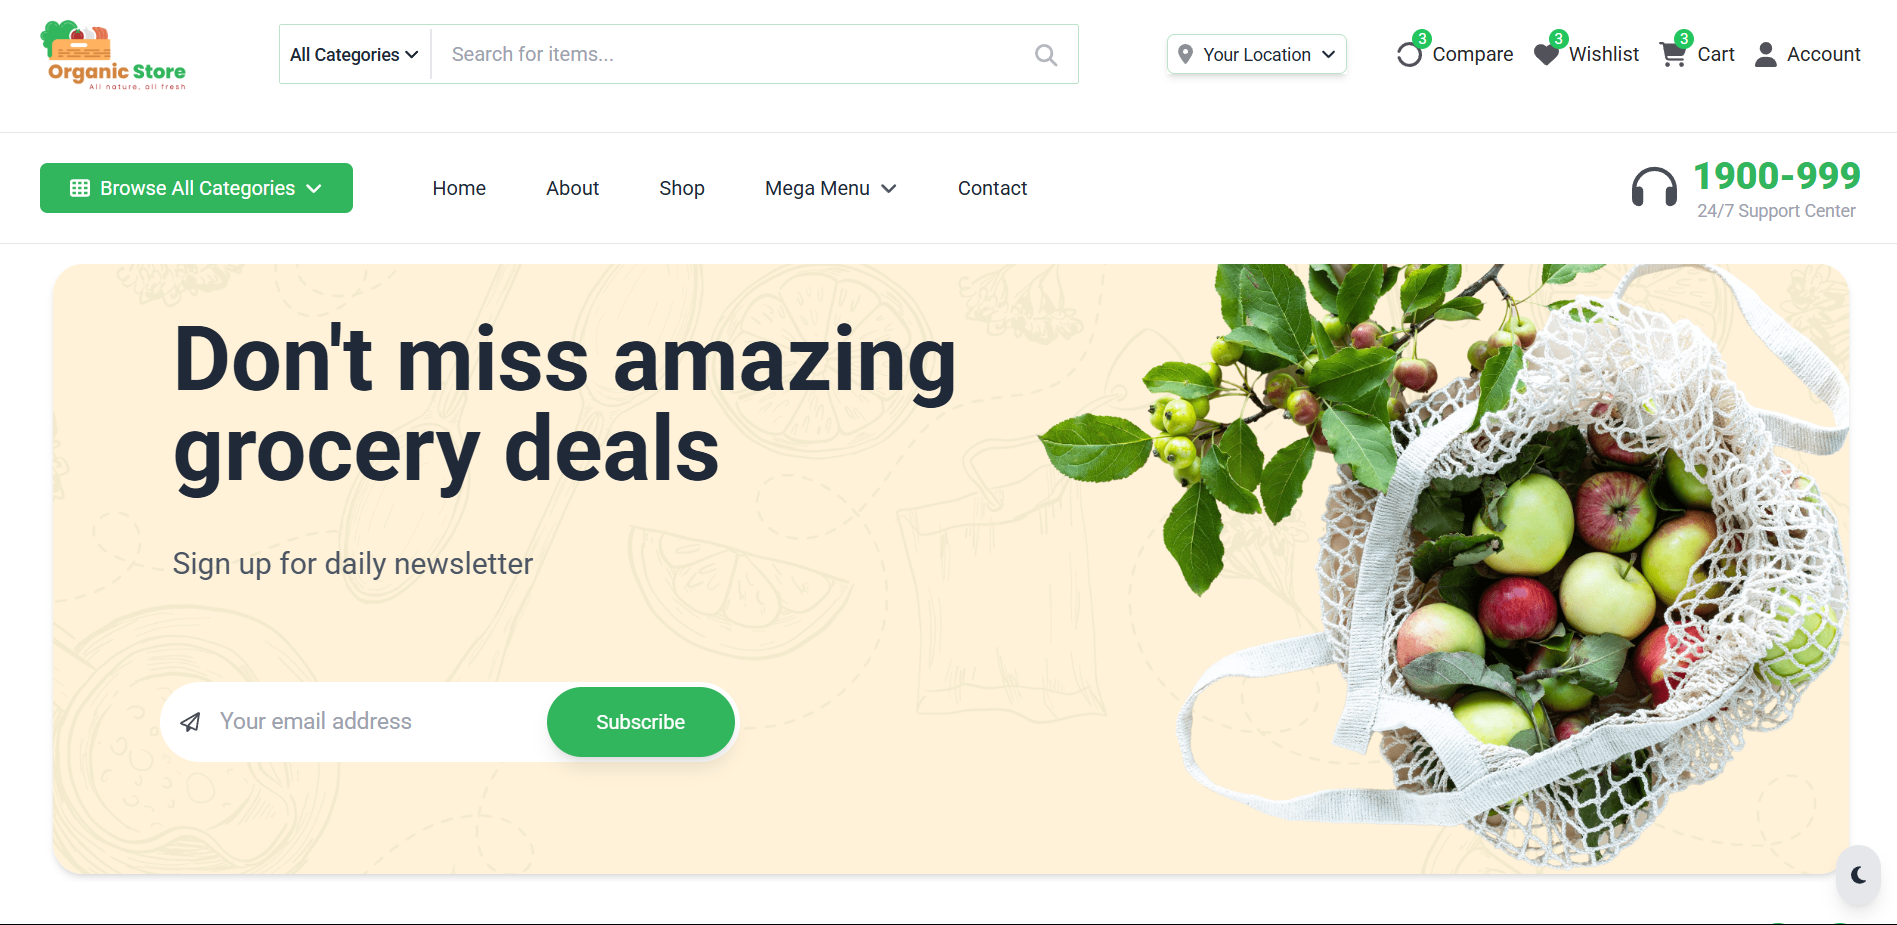 Organic Store
All nature, all fresh
All Categories
Search for items...
Your Location
3
Compare
3
Wishlist
3
Cart
Account
Browse All Categories
Home
About
Shop
Mega Menu
Contact
1900-999
24/7 Support Center
Don't miss amazing
grocery deals
Sign up for daily newsletter
Your email address
Subscribe